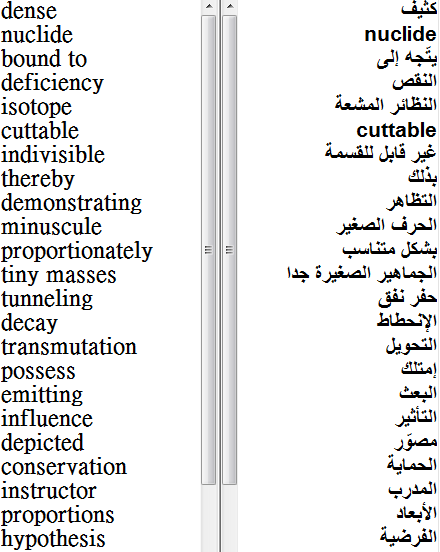 dense كثيف
nuclide nuclide
bound to يتّجه إلى
deficiency النقص
isotope النظائر المشعة
cuttable cuttable
indivisible غير قابل للقسمة
thereby بذلك
demonstrating التظاهر
minuscule الحرف الصغير
proportionately بشكل متناسب
tiny masses الجماهير الصغيرة جدا
tunneling حفر نفق
decay الإنحطاط
transmutation التحويل
possess إمتلك
emitting البعث
influence التأثير
depicted مصوّر
conservation الحماية
instructor المدرب
proportions الأبعاد
hypothesis الفرضية